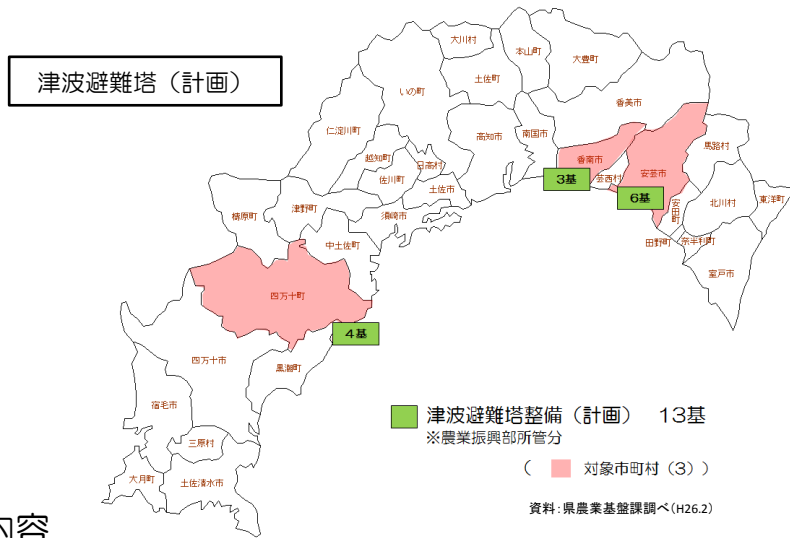 津波避難塔（計画）
大川村
本山町
大豊町
土佐町
いの町
香美市
仁淀川町
高知市
南国市
馬路村
越知町
日高村
香南市
安芸市
佐川町
3基
芸西村
土佐市
6基
北川村
東洋町
津野町
須崎市
安田町
梼原町
中土佐町
田野町
奈半利町
室戸市
四万十町
4基
四万十市
黒潮町
宿毛市
三原村
大月町
土佐清水市
津波避難塔整備（計画）　13基
※農業振興部所管分
（　対象市町村（3））
資料：県農業基盤課調べ（H26.2）
内容